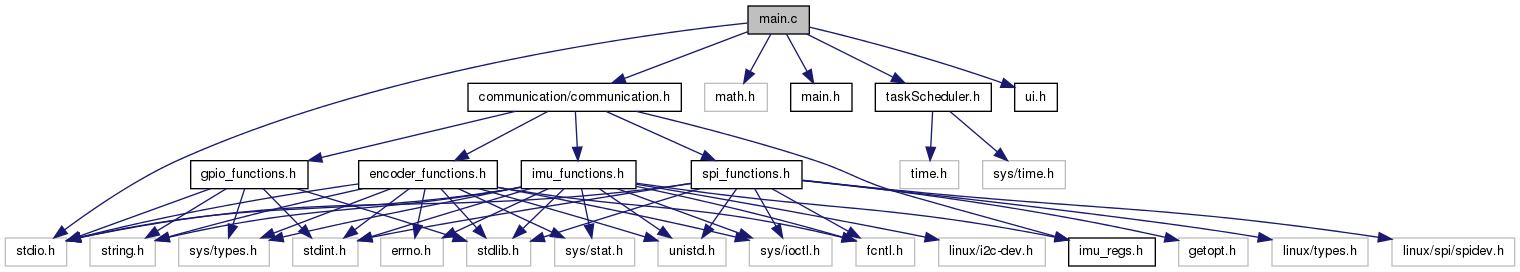 main.c
communication/communication.h
math.h
main.h
taskScheduler.h
ui.h
gpio_functions.h
encoder_functions.h
imu_functions.h
spi_functions.h
time.h
sys/time.h
stdio.h
string.h
sys/types.h
stdint.h
errno.h
stdlib.h
sys/stat.h
unistd.h
sys/ioctl.h
fcntl.h
linux/i2c-dev.h
imu_regs.h
getopt.h
linux/types.h
linux/spi/spidev.h